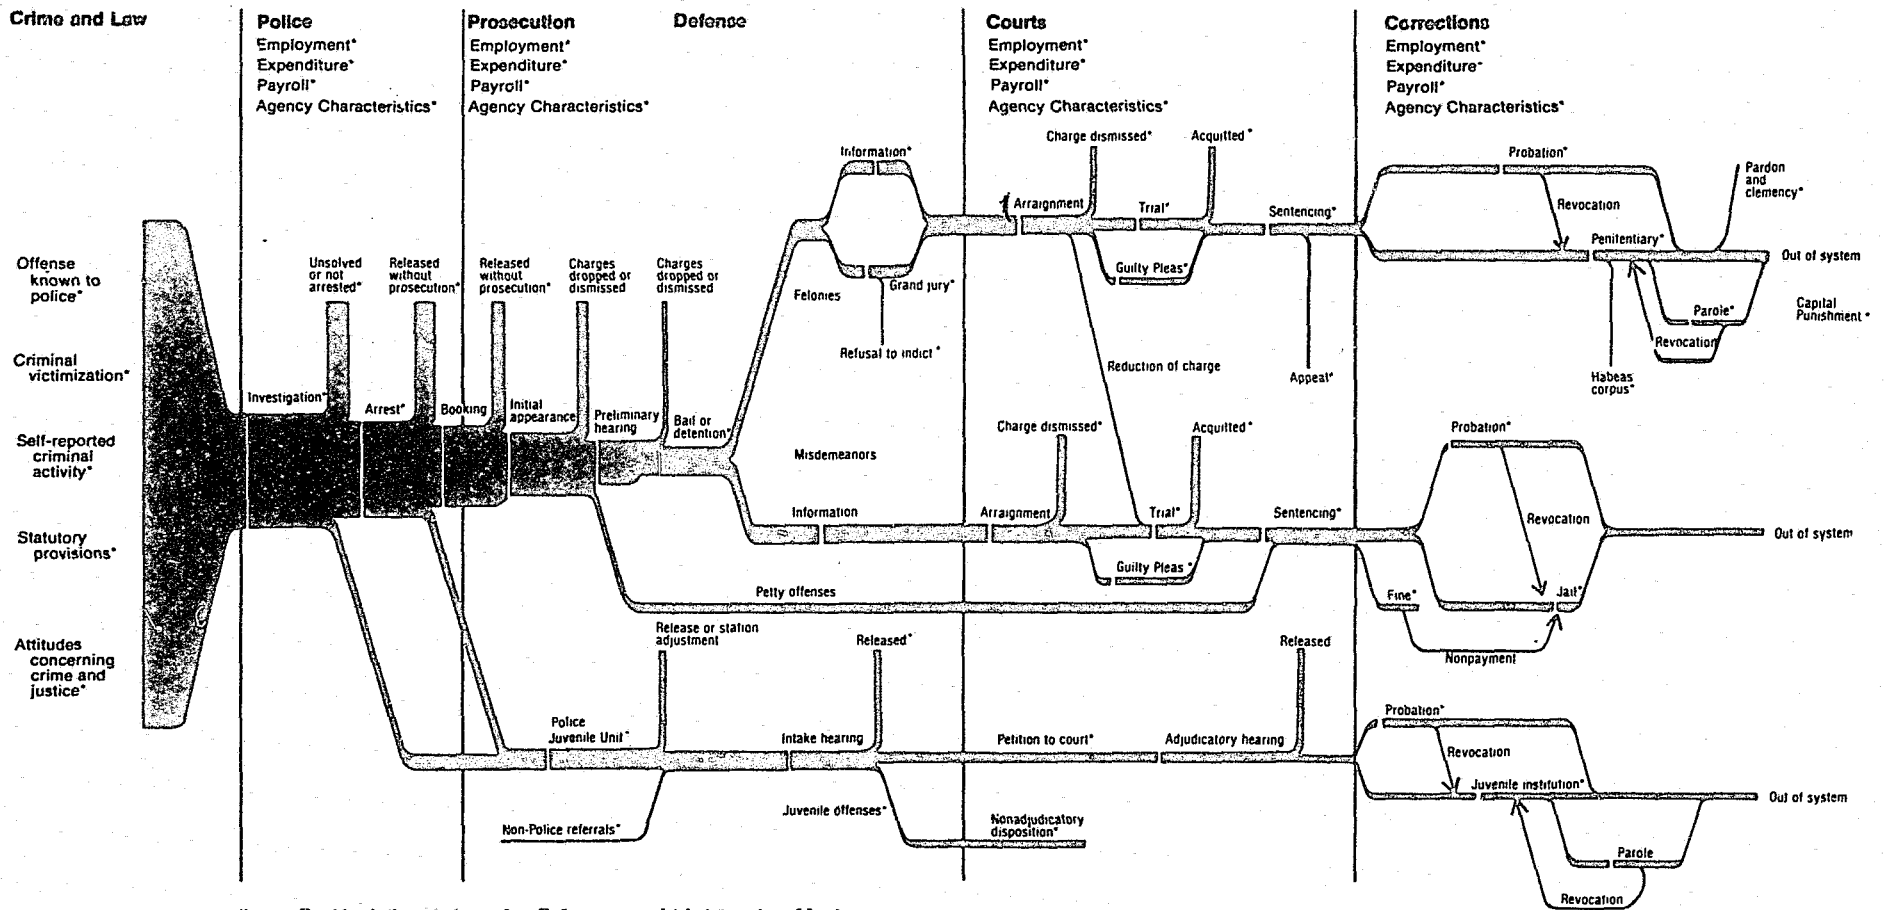 Crime and Law
Police
Employment*
Expenditure*
Payroll*
Agency Characteristics*
Prosecution
Employment*
Expenditure*
Payroll*
Agency Characteristics*
Defense
Courts
Employment*
Expenditure*
Payroll*
Agency Characteristics*
Corrections
Employment*
Expenditure*
Payroll*
Agency Characteristics*
Offense
known to
police*
Criminal
victimization*
Self-reported
criminal
activity*
Statutory
provisions*
Attitudes
concerning
crime and
justice*
Investigation*
Unsolved
or not
arrested*
Arrest*
Released
without
prosecution*
Booking
Released
without
prosecution*
Initial
appearance
Charges
dropped or
dismissed
Preliminary
hearing
Charges
dropped or
dismissed
Bail or
detention*
Felonies
Information*
Grand jury*
Refusal to indict*
Arraignment
Charge dismissed*
Trial*
Acquitted*
Guilty Pleas*
Sentencing*
Appeal*
Reduction of charge
Probation*
Revocation
Penitentiary*
Pardon
and
clemency*
Out of system
Capital
Punishment*
Parole*
Revocation
Habeas
corpus*
Misdemeanors
Information
Arraignment
Charge dismissed*
Trial*
Acquitted*
Guilty Pleas*
Sentencing*
Probation*
Revocation
Out of system
Fine*
Jail*
Nonpayment
Petty offenses
Release or station
adjustment
Released*
Released
Police
Juvenile Unit*
Intake hearing
Petition to court*
Adjudicatory hearing
Non-Police referrals*
Juvenile offenses*
Nonadjudicatory
disposition*
Probation*
Revocation
Juvenile institution*
Out of system
Parole
Revocation